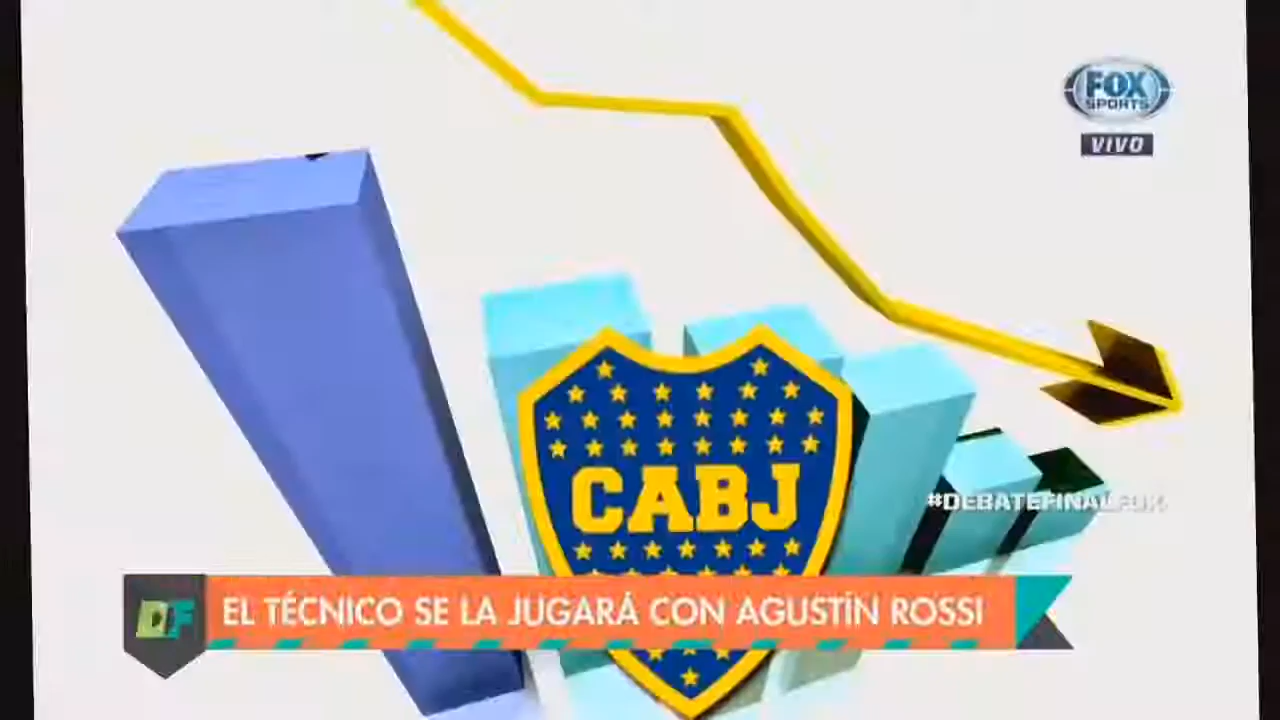 FOX
SPORTS
VIVO
CABJ
#DEBATEFINALFOX
DF
EL TÉCNICO SE LA JUGARÁ CON AGUSTÍN ROSSI